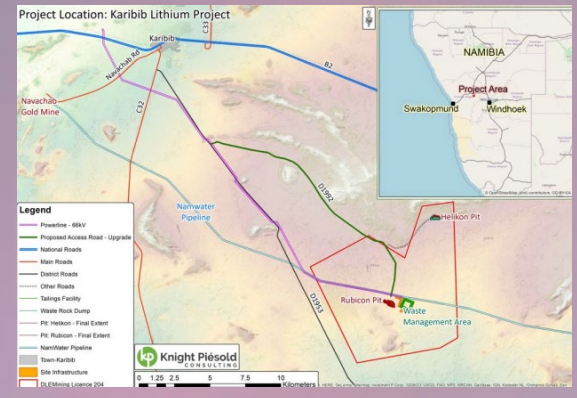 Project Location: Karibib Lithium Project
C33
Karibib
Navachab Rd
B2
Navachab
Gold Mine
C32
NAMIBIA
Project Area
Swakopmund
Windhoek
D1992
Namwater
Pipeline
Helikon Pit
D1953
Rubicon Pit
Waste
Management Area
Legend
Powerline - 66kV
Proposed Access Road - Upgrade
National Roads
Main Roads
District Roads
Other Roads
Tailings Facility
Waste Rock Dump
Pit: Helikon - Final Extent
Pit: Rubicon - Final Extent
NamWater Pipeline
Town-Karibib
Site Infrastructure
DLEMining Licence 204
Knight Piésold
CONSULTING
0 1.25 2.5 5 7.5 10
Kilometers